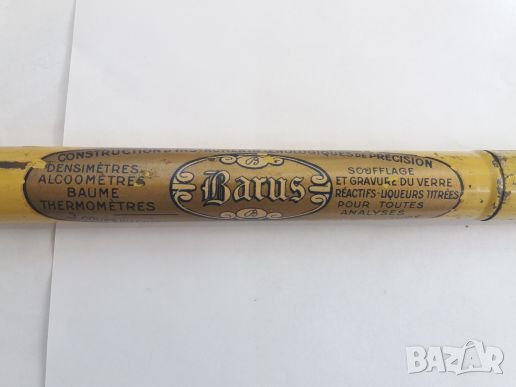 CONSTRUCTION D'INSTRUMENTS ŒNOLOGIQUES DE PRÉCISION
DENSIMÈTRES
ALCOOMÈTRES
BAUME
THERMOMÈTRES
B
Barus
B
SOUFFLAGE
ET GRAVURE DU VERRE
RÉACTIFS-LIQUEURS TITRÉES
POUR TOUTES
ANALYSES
BAZAR